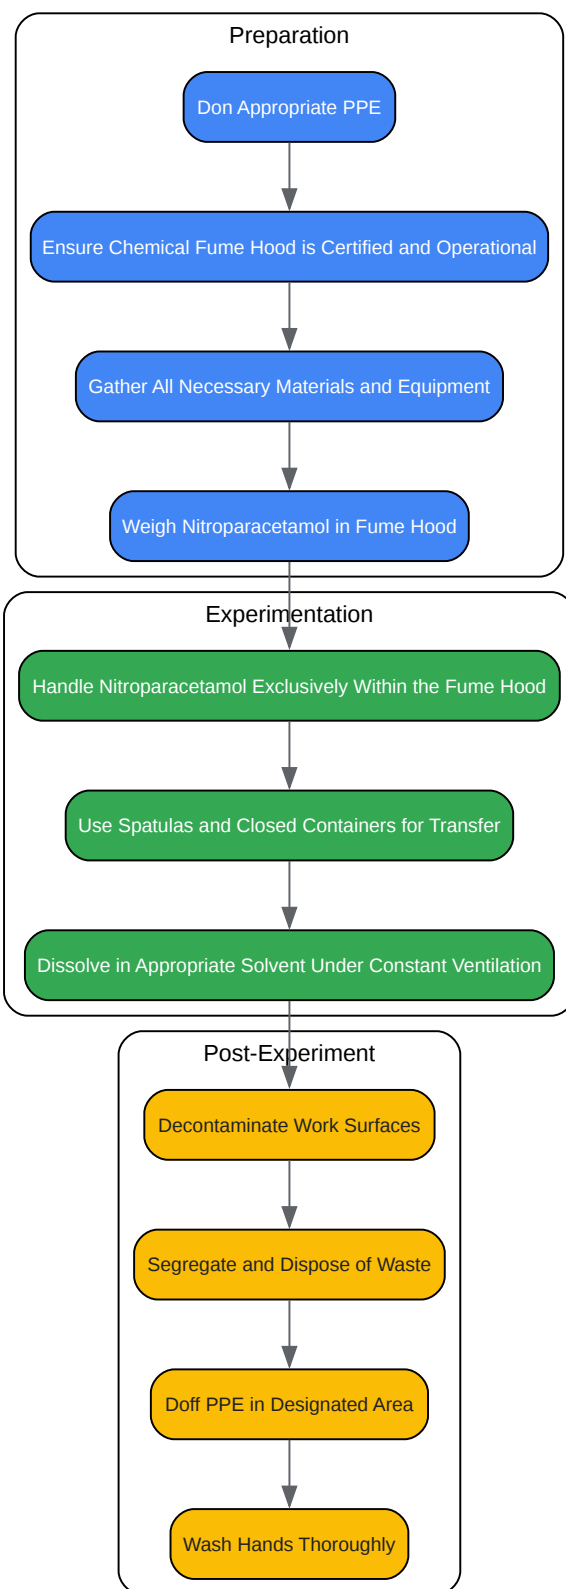 Preparation
Don Appropriate PPE
Ensure Chemical Fume Hood is Certified and Operational
Gather All Necessary Materials and Equipment
Weigh Nitroparacetamol in Fume Hood
Experimentation
Handle Nitroparacetamol Exclusively Within the Fume Hood
Use Spatulas and Closed Containers for Transfer
Dissolve in Appropriate Solvent Under Constant Ventilation
Post-Experiment
Decontaminate Work Surfaces
Segregate and Dispose of Waste
Doff PPE in Designated Area
Wash Hands Thoroughly